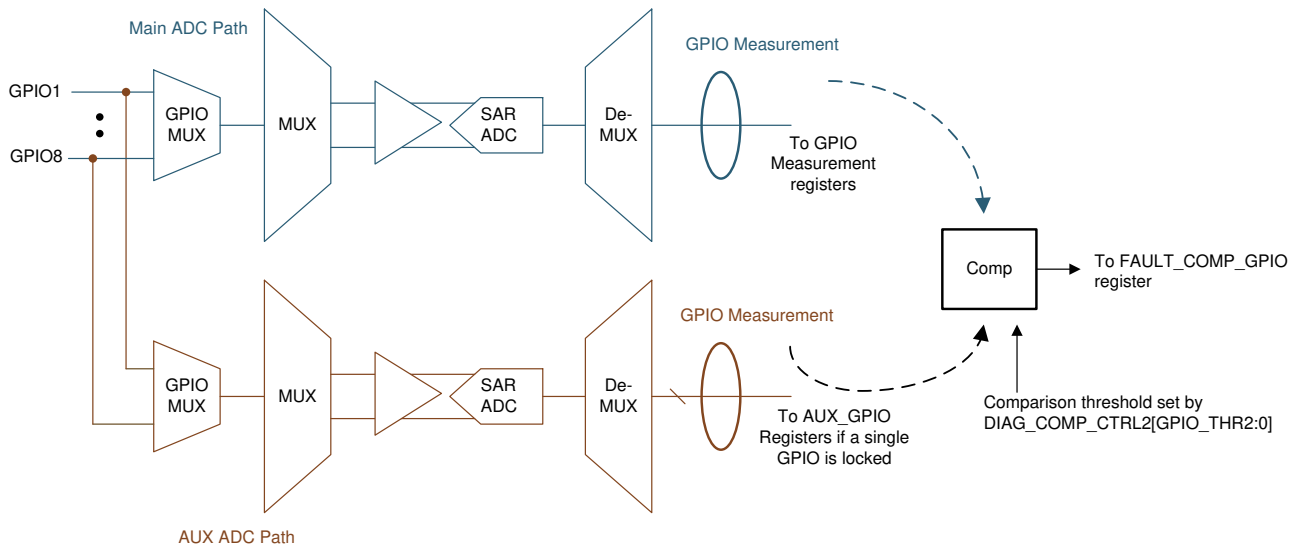 Main ADC Path
GPIO Measurement
GPIO1
GPIO
MUX
MUX
SAR
ADC
De-
MUX
GPIO8
To GPIO
Measurement
registers
Comp
To FAULT_COMP_GPIO
register
GPIO Measurement
GPIO
MUX
MUX
SAR
ADC
De-
MUX
To AUX_GPIO
Registers if a single
GPIO is locked
Comparison threshold set by
DIAG_COMP_CTRL2[GPIO_THR2:0]
AUX ADC Path